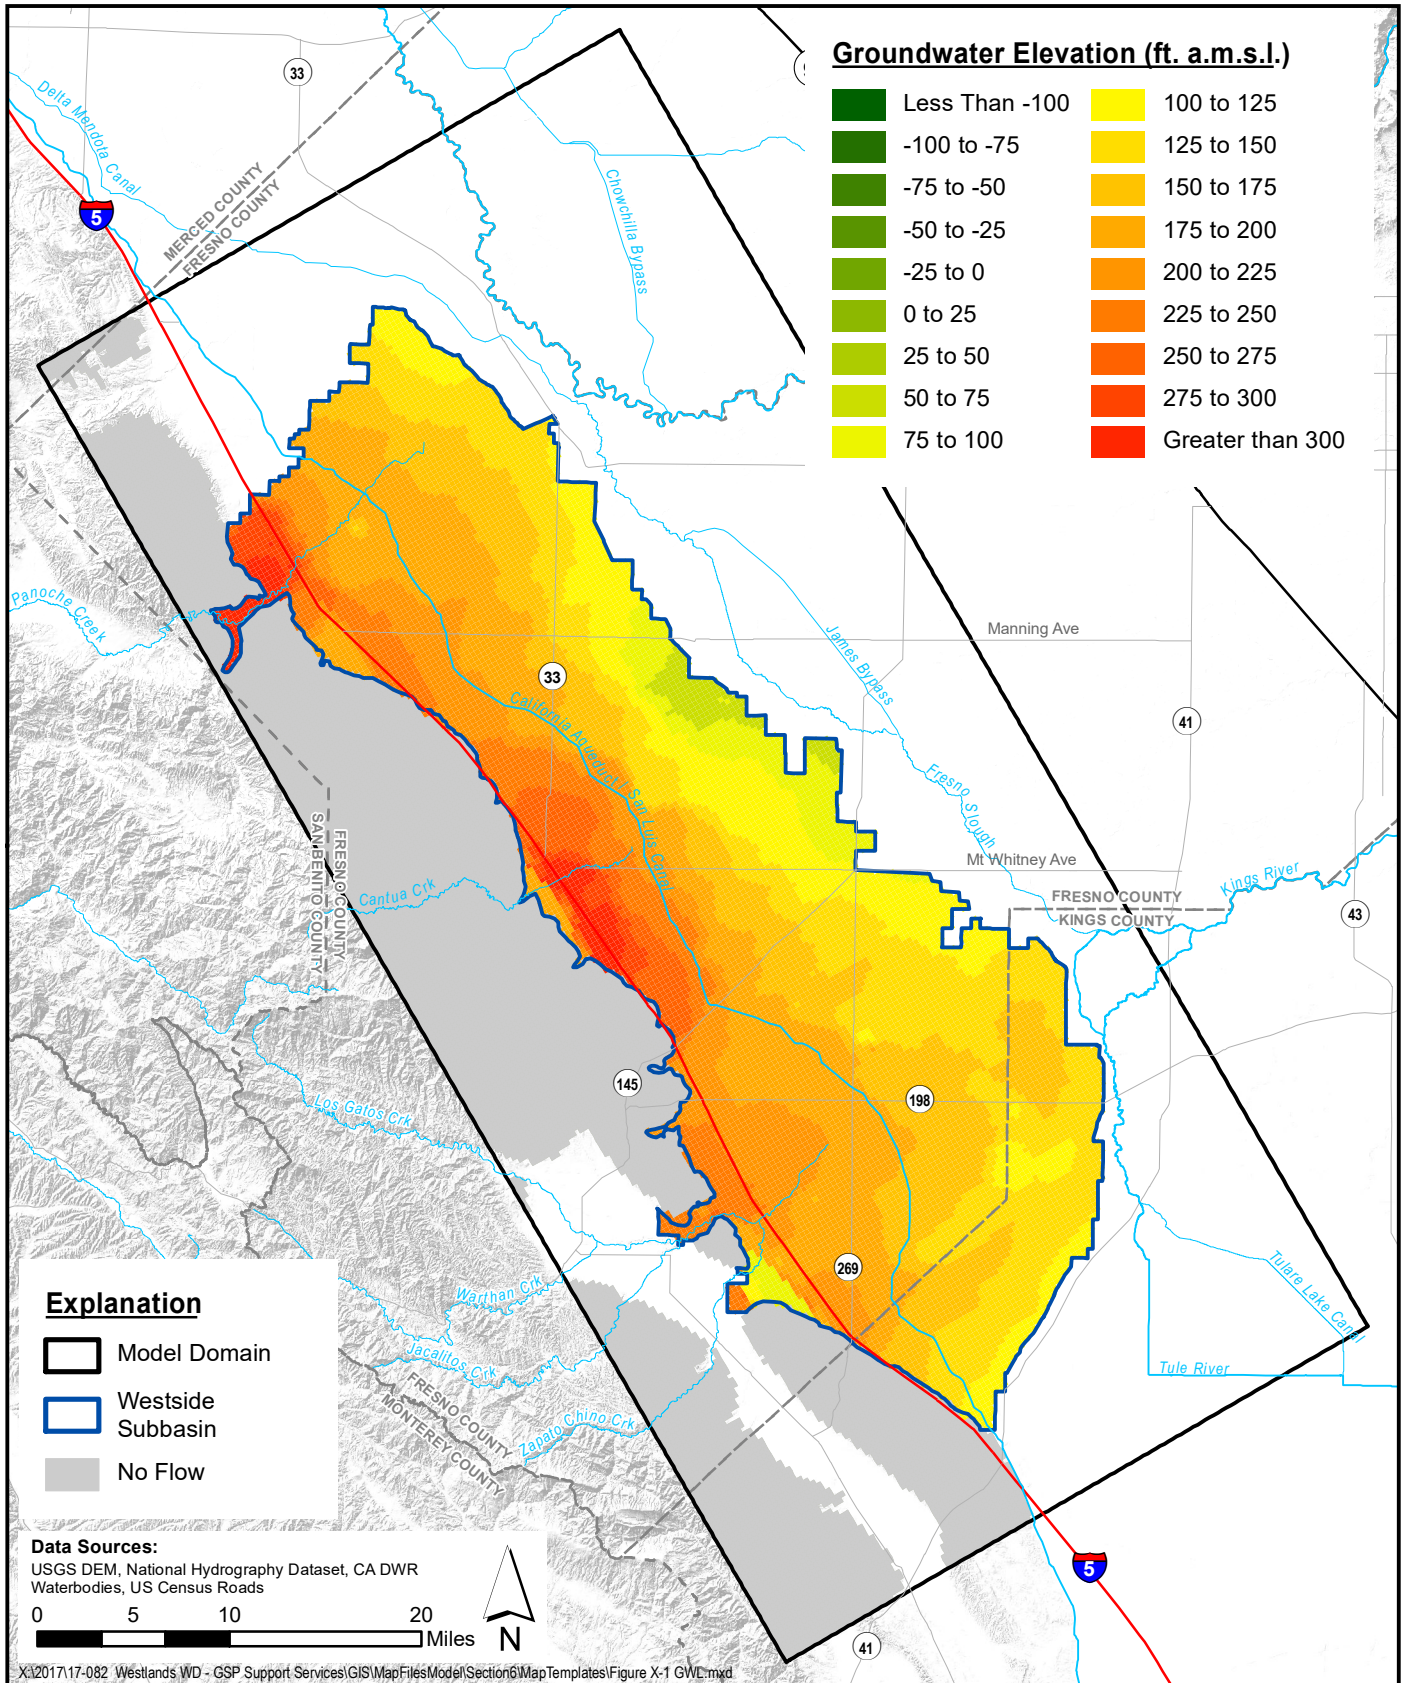 Groundwater Elevation (ft. a.m.s.l.)
Less Than -100
-100 to -75
-75 to -50
-50 to -25
-25 to 0
0 to 25
25 to 50
50 to 75
75 to 100
100 to 125
125 to 150
150 to 175
175 to 200
200 to 225
225 to 250
250 to 275
275 to 300
Greater than 300
33
Delta Mendota Canal
5
MERCED COUNTY
FRESNO COUNTY
Chowchilla Bypass
Panoche Creek
Manning Ave
James Bypass
33
41
California Aqueduct / San Luis Canal
Fresno Slough
SAN BENITO COUNTY
FRESNO COUNTY
Mt Whitney Ave
Cantua Crk
Kings River
FRESNO COUNTY
KINGS COUNTY
43
145
198
Los Gatos Crk
269
Tulare Lake Canal
Warthan Crk
Jacalitos Crk
Tule River
FRESNO COUNTY
MONTEREY COUNTY
Zapato Chino Crk
5
41
Explanation
Model Domain
Westside
Subbasin
No Flow
Data Sources:
USGS DEM, National Hydrography Dataset, CA DWR
Waterbodies, US Census Roads
0 5 10 20
Miles
N
X:\2017\17-082 Westlands WD - GSP Support Services\GIS\MapFilesModel\Section6\MapTemplates\Figure X-1 GWL.mxd